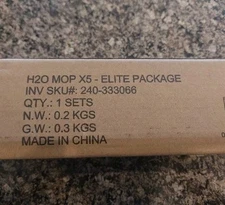 H2O MOP X5 - ELITE PACKAGE
INV SKU#: 240-333066
QTY.: 1 SETS
N.W.: 0.2 KGS
G.W.: 0.3 KGS
MADE IN CHINA